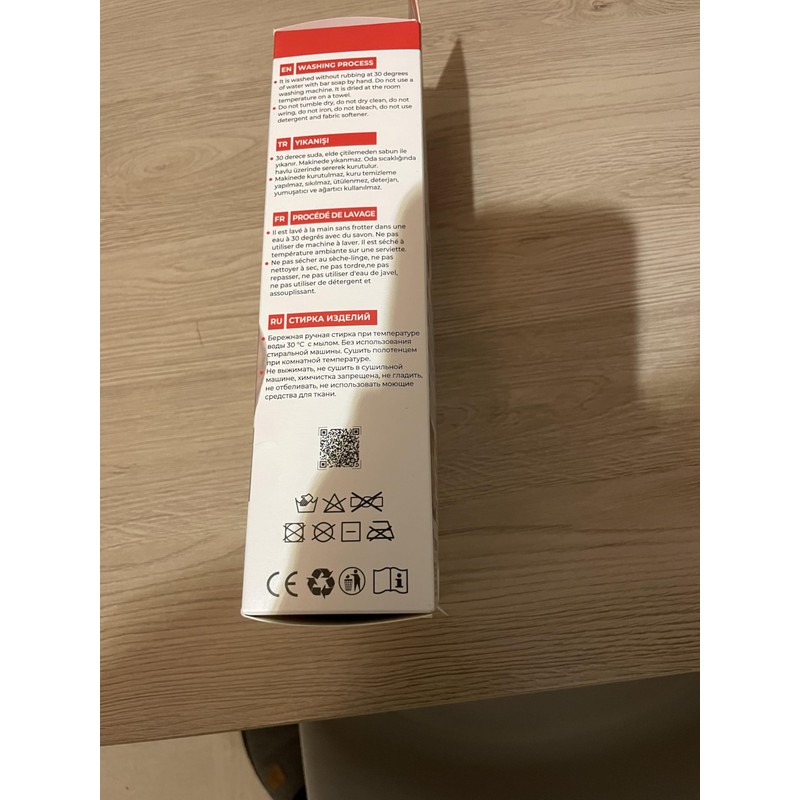 EN WASHING PROCESS
• It is washed without rubbing at 30 degrees
of water with bar soap by hand. Do not use a
washing machine. It is dried at the room
temperature on a towel.
• Do not tumble dry, do not dry clean, do not
wring, do not iron, do not bleach, do not use
detergent and fabric softener.
TR YIKANIŞI
• 30 derece suda, elde çitilemeden sabun ile
yıkanır. Makinede yıkanmaz. Oda sıcaklığında
havlu üzerinde sererek kurutulur.
• Makinede kurutulmaz, kuru temizleme
yapılmaz, sıkılmaz, ütülenmez, deterjan,
yumuşatıcı ve ağartıcı kullanılmaz.
FR PROCÉDÉ DE LAVAGE
• Il est lavé à la main sans frotter dans une
eau à 30 degrés avec du savon. Ne pas
utiliser de machine à laver. Il est séché à
température ambiante sur une serviette.
• Ne pas sécher au sèche-linge, ne pas
nettoyer à sec, ne pas tordre,ne pas
repasser, ne pas utiliser d'eau de javel,
ne pas utiliser de détergent et
assouplissant.
RU СТИРКА ИЗДЕЛИЙ
• Бережная ручная стирка при температуре
воды 30 °C с мылом. Без использования
стиральной машины. Сушить полотенцем
при комнатной температуре.
• Не выжимать, не сушить в сушильной
машине, химчистка запрещена, не гладить,
не отбеливать, не использовать моющие
средства для ткани.
CE